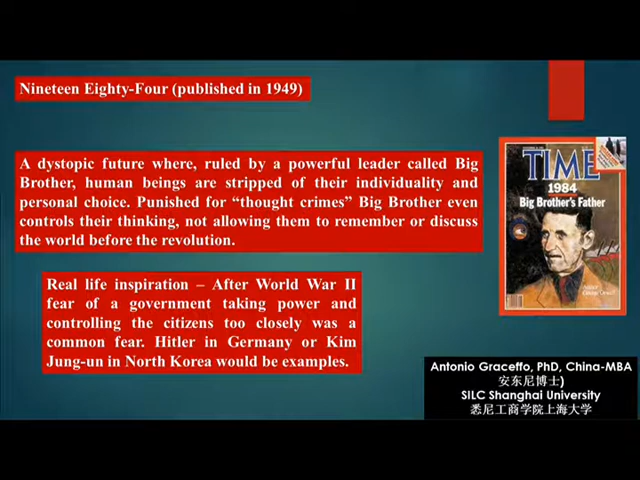 Nineteen Eighty-Four (published in 1949)
A dystopic future where, ruled by a powerful leader called Big
Brother, human beings are stripped of their individuality and
personal choice. Punished for “thought crimes” Big Brother even
controls their thinking, not allowing them to remember or discuss
the world before the revolution.
TIME
1984
Big Brother's Father
Real life inspiration – After World War II
fear of a government taking power and
controlling the citizens too closely was a
common fear. Hitler in Germany or Kim
Jung-un in North Korea would be examples.
Antonio Graceffo, PhD, China-MBA
安东尼博士)
SILC Shanghai University
悉尼工商学院上海大学